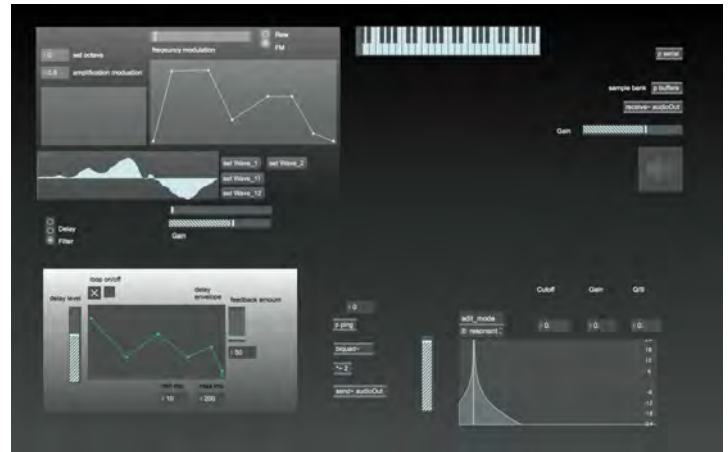 Raw
FM
frequency modulation
0 set octave
amplification moduation
p serial
sample bank p buffers
receive~ audioOut
Gain
set Wave_1 set Wave_2
set Wave_11
set Wave_12
Delay
Filter
Gain
loop on/off
delay level
delay
envelope
feedback amount
50
10
200
0
p ping
biquad~
*~ 2
send~ audioOut
Cutoff Gain Q/S
edit_mode
resonant
0. 0. 0.